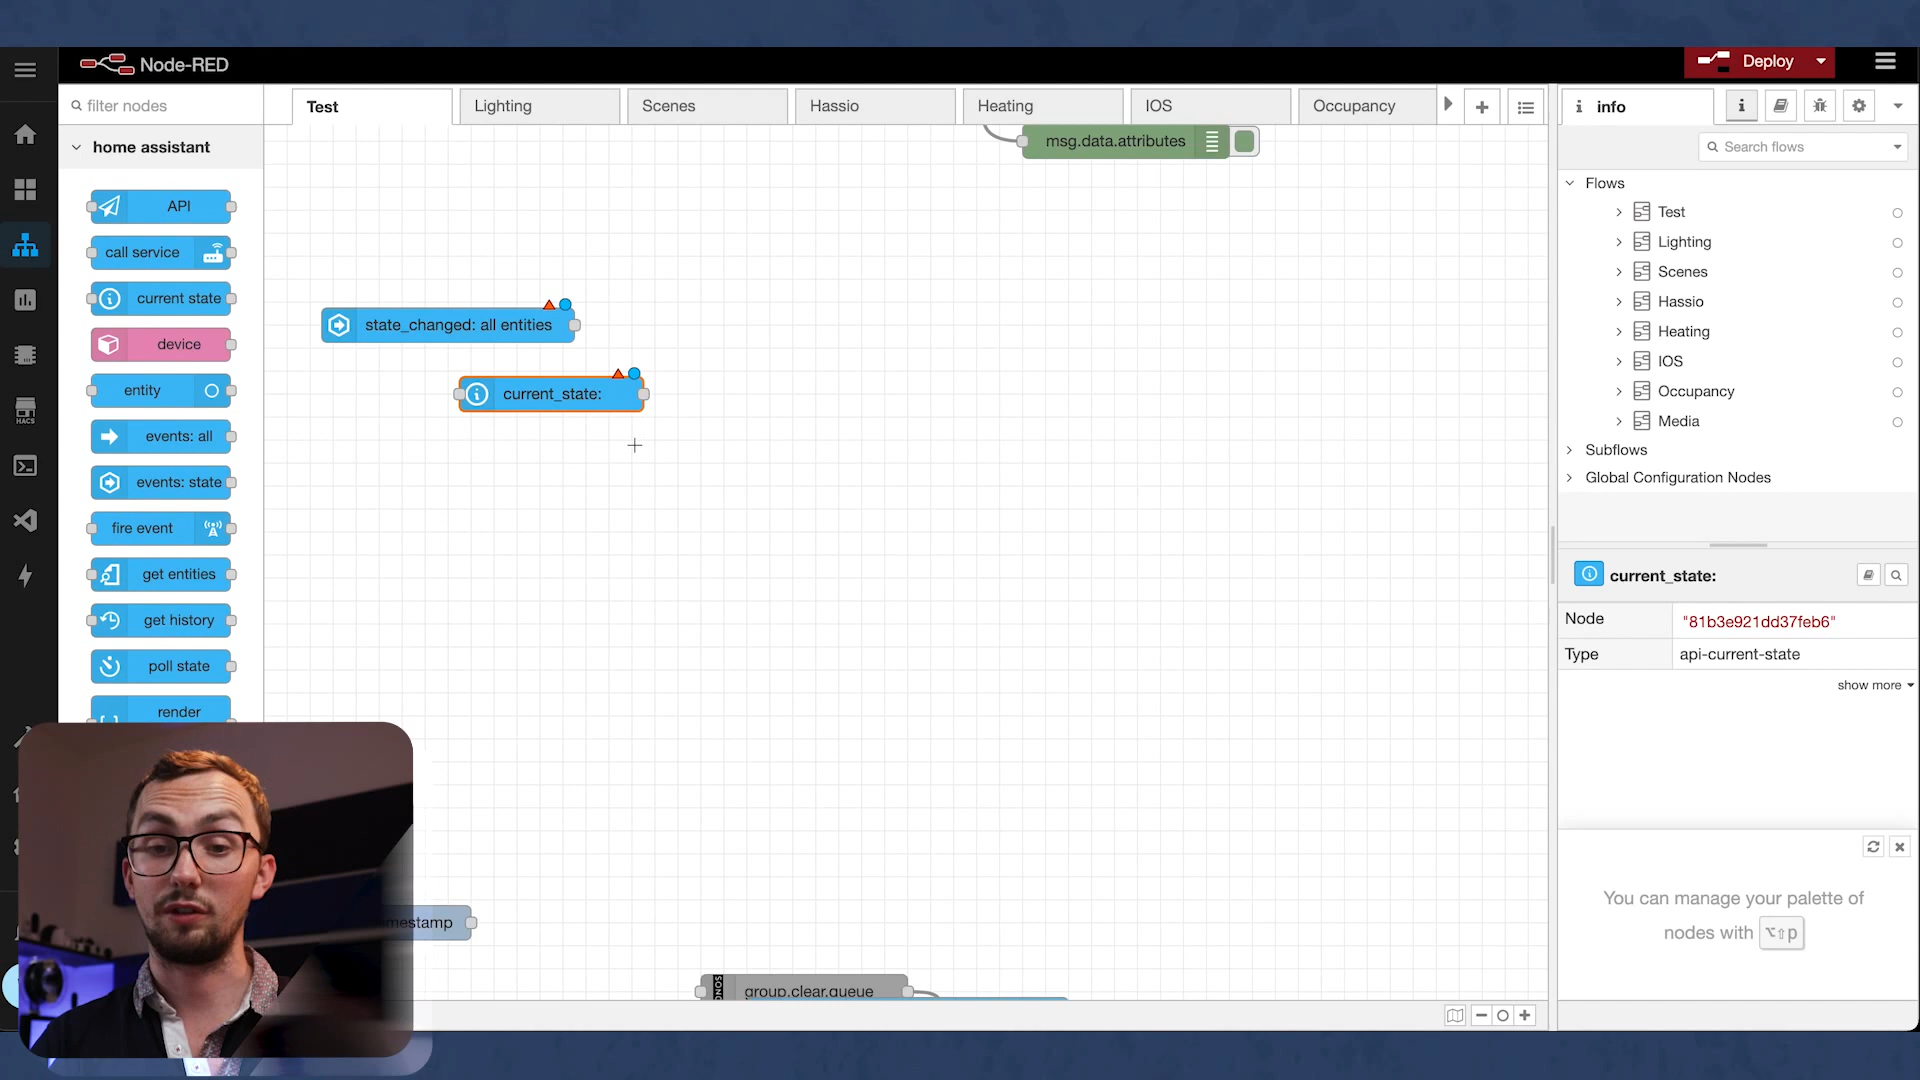 Node-RED
Deploy
filter nodes
Test
Lighting
Scenes
Hassio
Heating
IOS
Occupancy
i info
Search flows
home assistant
API
call service
current state
device
entity
events: all
events: state
fire event
get entities
get history
poll state
render
HACS
msg.data.attributes
state_changed: all entities
current_state:
mestamp
SONOS
group.clear.queue
Flows
Test
Lighting
Scenes
Hassio
Heating
IOS
Occupancy
Media
Subflows
Global Configuration Nodes
current_state:
Node
"81b3e921dd37feb6"
Type
api-current-state
show more
You can manage your palette of
nodes with ⌥⇧p